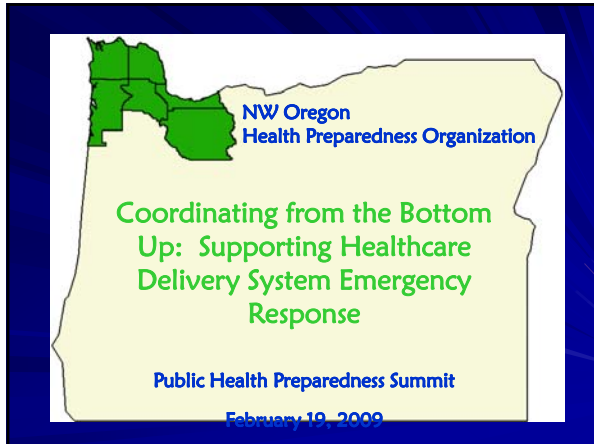 NW Oregon
Health Preparedness Organization
Coordinating from the Bottom
Up: Supporting Healthcare
Delivery System Emergency
Response
Public Health Preparedness Summit
February 19, 2009